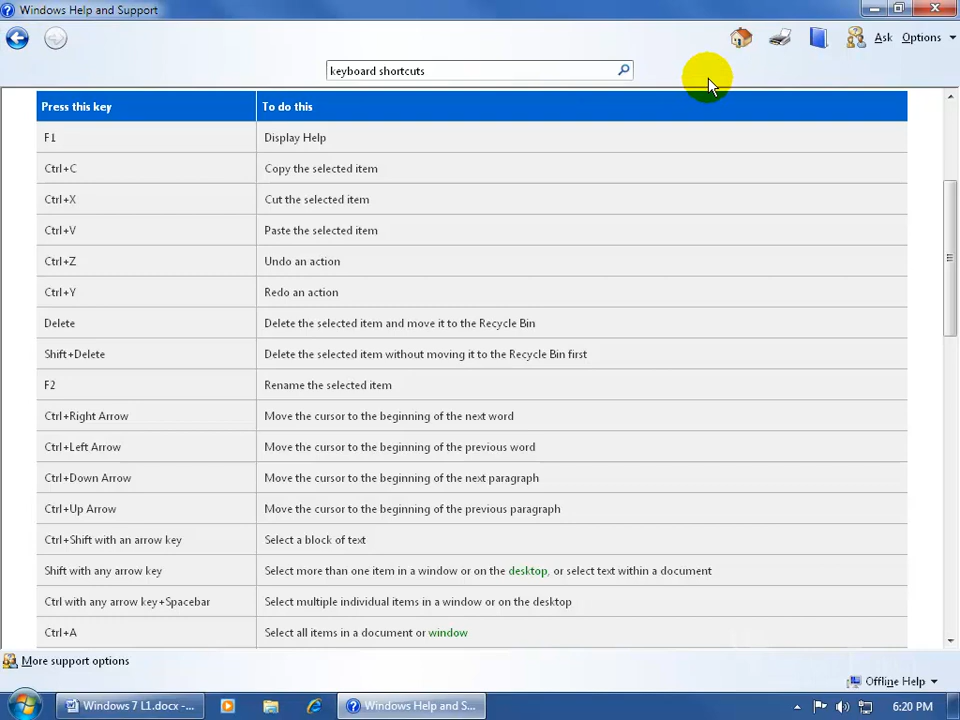 Windows Help and Support
Ask Options
keyboard shortcuts
Press this key To do this
F1 Display Help
Ctrl+C Copy the selected item
Ctrl+X Cut the selected item
Ctrl+V Paste the selected item
Ctrl+Z Undo an action
Ctrl+Y Redo an action
Delete Delete the selected item and move it to the Recycle Bin
Shift+Delete Delete the selected item without moving it to the Recycle Bin first
F2 Rename the selected item
Ctrl+Right Arrow Move the cursor to the beginning of the next word
Ctrl+Left Arrow Move the cursor to the beginning of the previous word
Ctrl+Down Arrow Move the cursor to the beginning of the next paragraph
Ctrl+Up Arrow Move the cursor to the beginning of the previous paragraph
Ctrl+Shift with an arrow key Select a block of text
Shift with any arrow key Select more than one item in a window or on the desktop, or select text within a document
Ctrl with any arrow key+Spacebar Select multiple individual items in a window or on the desktop
Ctrl+A Select all items in a document or window
More support options
Offline Help
Windows 7 L1.docx -... Windows Help and S... 6:20 PM